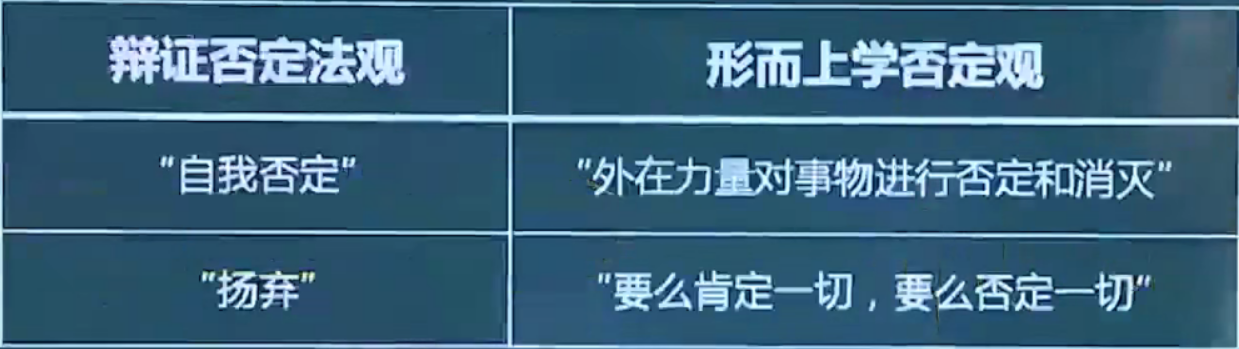 辩证否定法观
形而上学否定观
"自我否定"
"外在力量对事物进行否定和消灭"
"扬弃"
"要么肯定一切，要么否定一切"